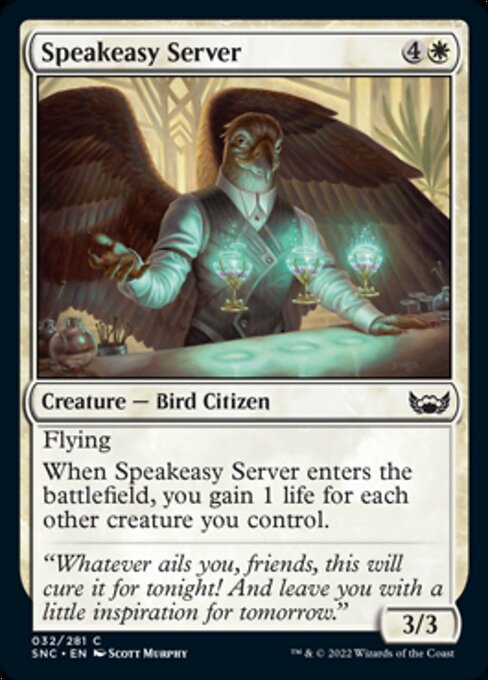 Speakeasy Server 4
Creature — Bird Citizen
Flying
When Speakeasy Server enters the
battlefield, you gain 1 life for each
other creature you control.
“Whatever ails you, friends, this will
cure it for tonight! And leave you with a
little inspiration for tomorrow.”
3/3
032/281 C
SNC • EN Scott Murphy ™ & © 2022 Wizards of the Coast